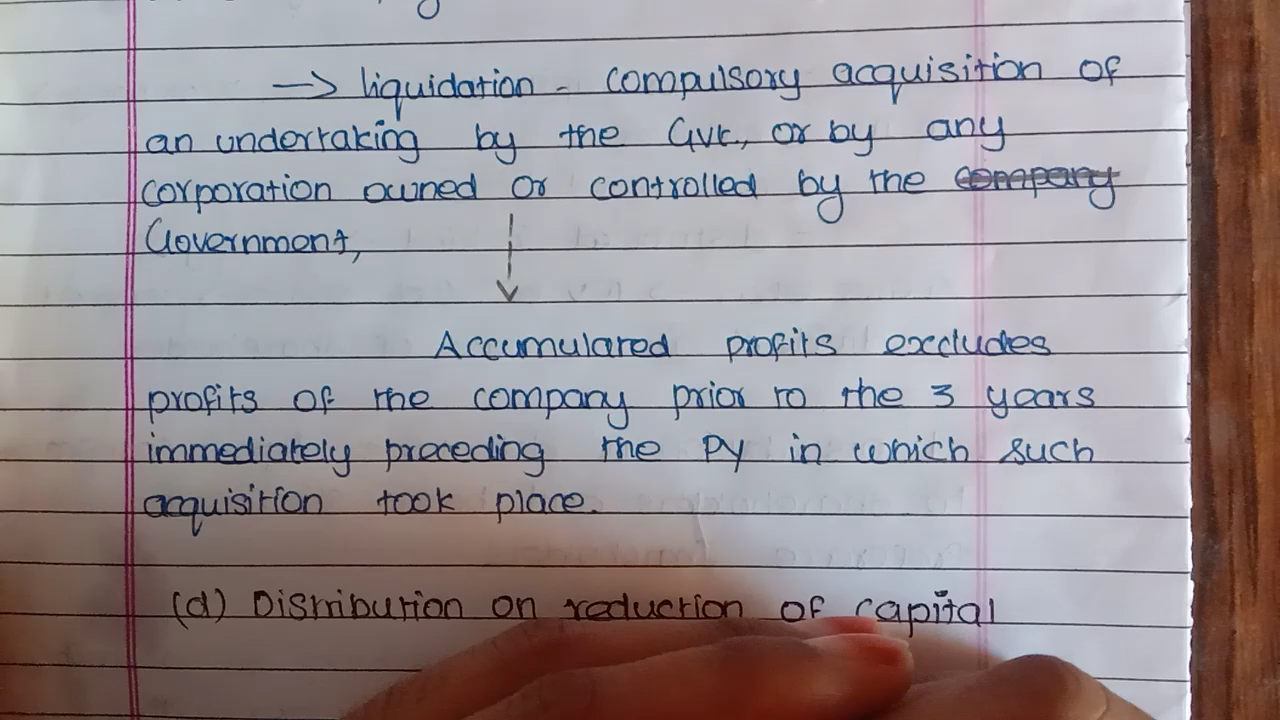 → liquidation - compulsory acquisition of
an undertaking by the Gvt., or by any
corporation owned or controlled by the company
Government,
Accumulated profits excludes
profits of the company prior to the 3 years
immediately preceding the PY in which such
acquisition took place.
(d) Distribution on reduction of capital